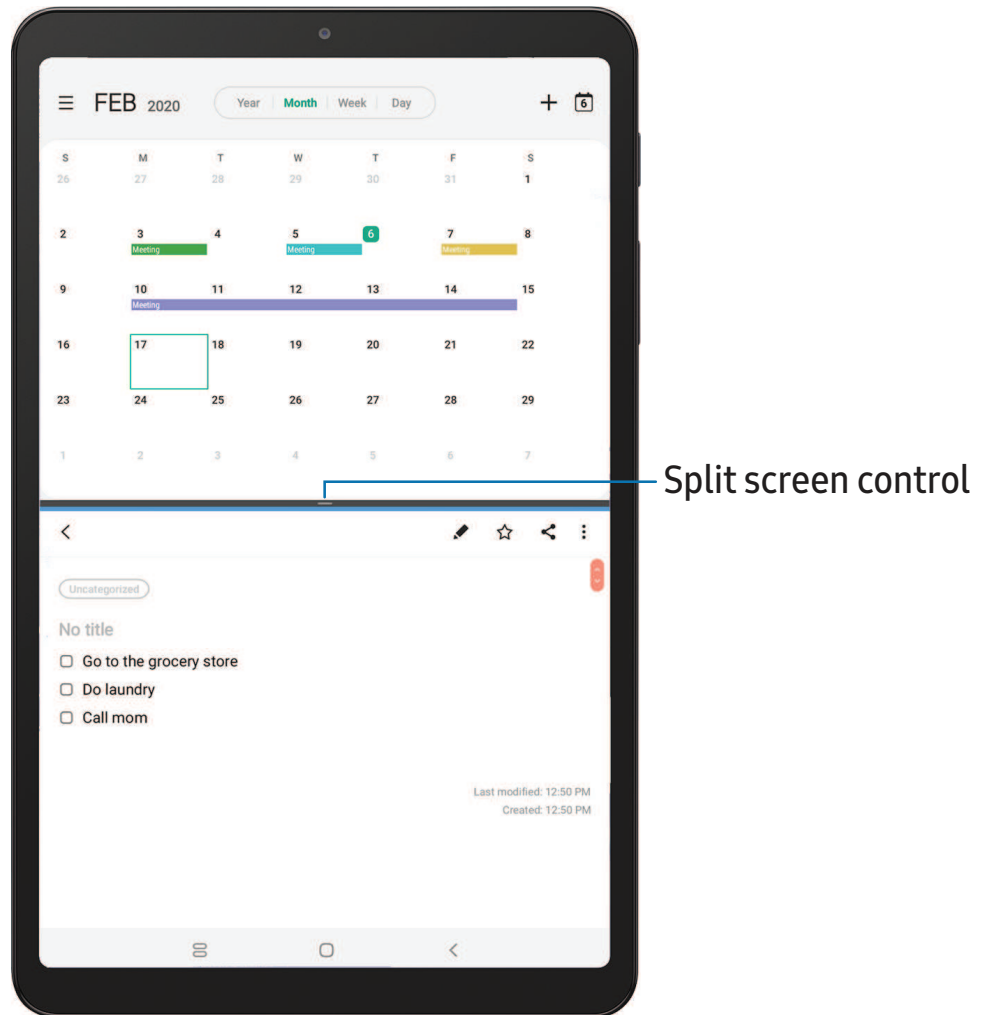 FEB 2020 Year Month Week Day 6
S M T W T F S
26 27 28 29 30 31 1
2 3 4 5 6 7 8
Meeting Meeting Meeting
9 10 11 12 13 14 15
Meeting
16 17 18 19 20 21 22
23 24 25 26 27 28 29
1 2 3 4 5 6 7
Split screen control
Uncategorized
No title
Go to the grocery store
Do laundry
Call mom
Last modified: 12:50 PM
Created: 12:50 PM